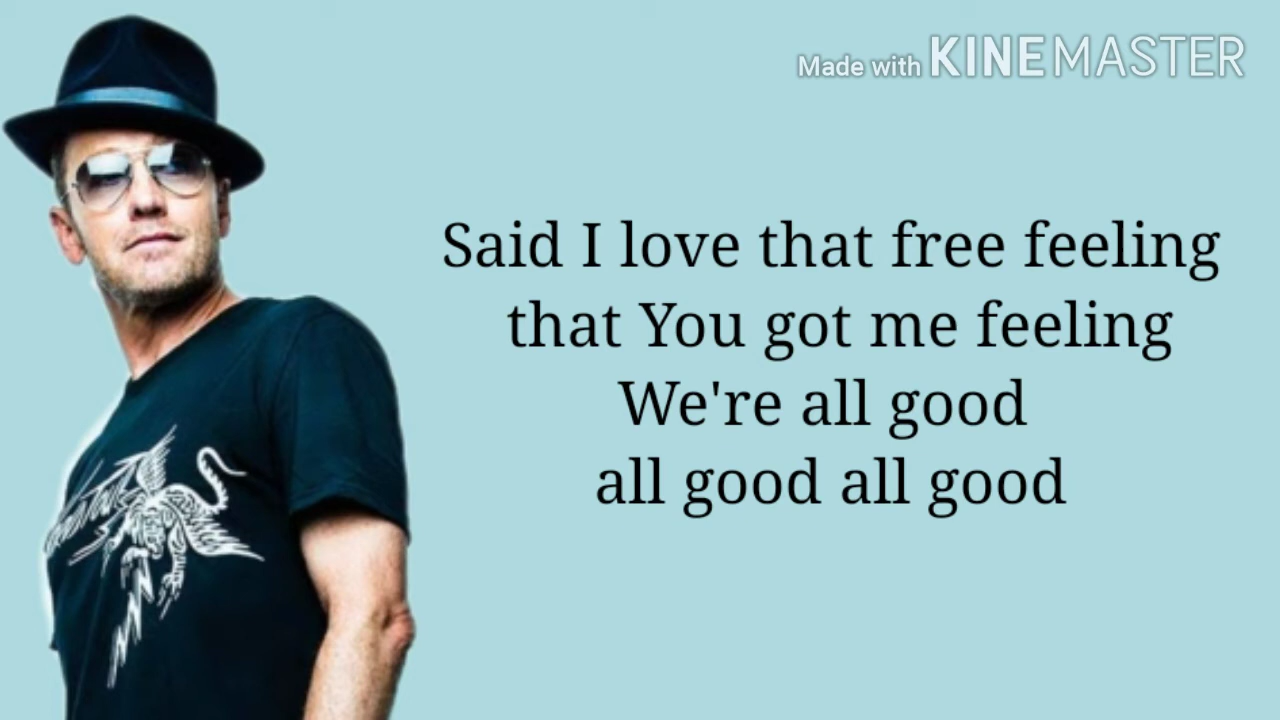 Made with KINEMASTER
Said I love that free feeling
that You got me feeling
We're all good
all good all good